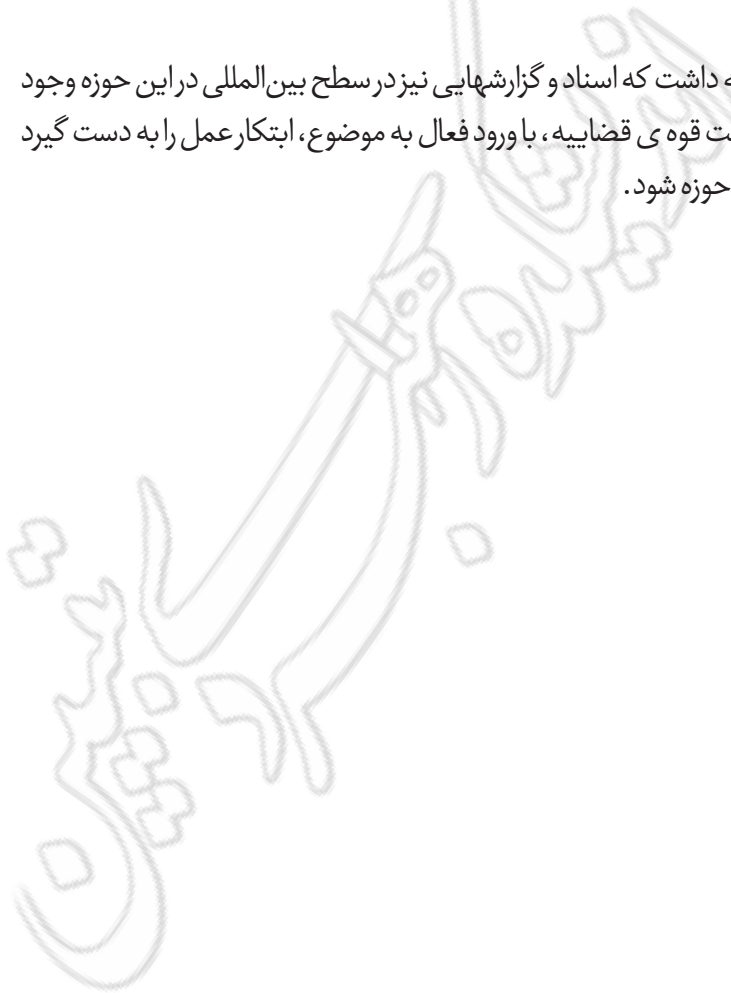 داشت که اسناد و گزارشهایی نیز در سطح بین‌المللی در این حوزه وجود
قوه ی قضاییه، با ورود فعال به موضوع، ابتکار عمل را به دست گیرد
حوزه شود.